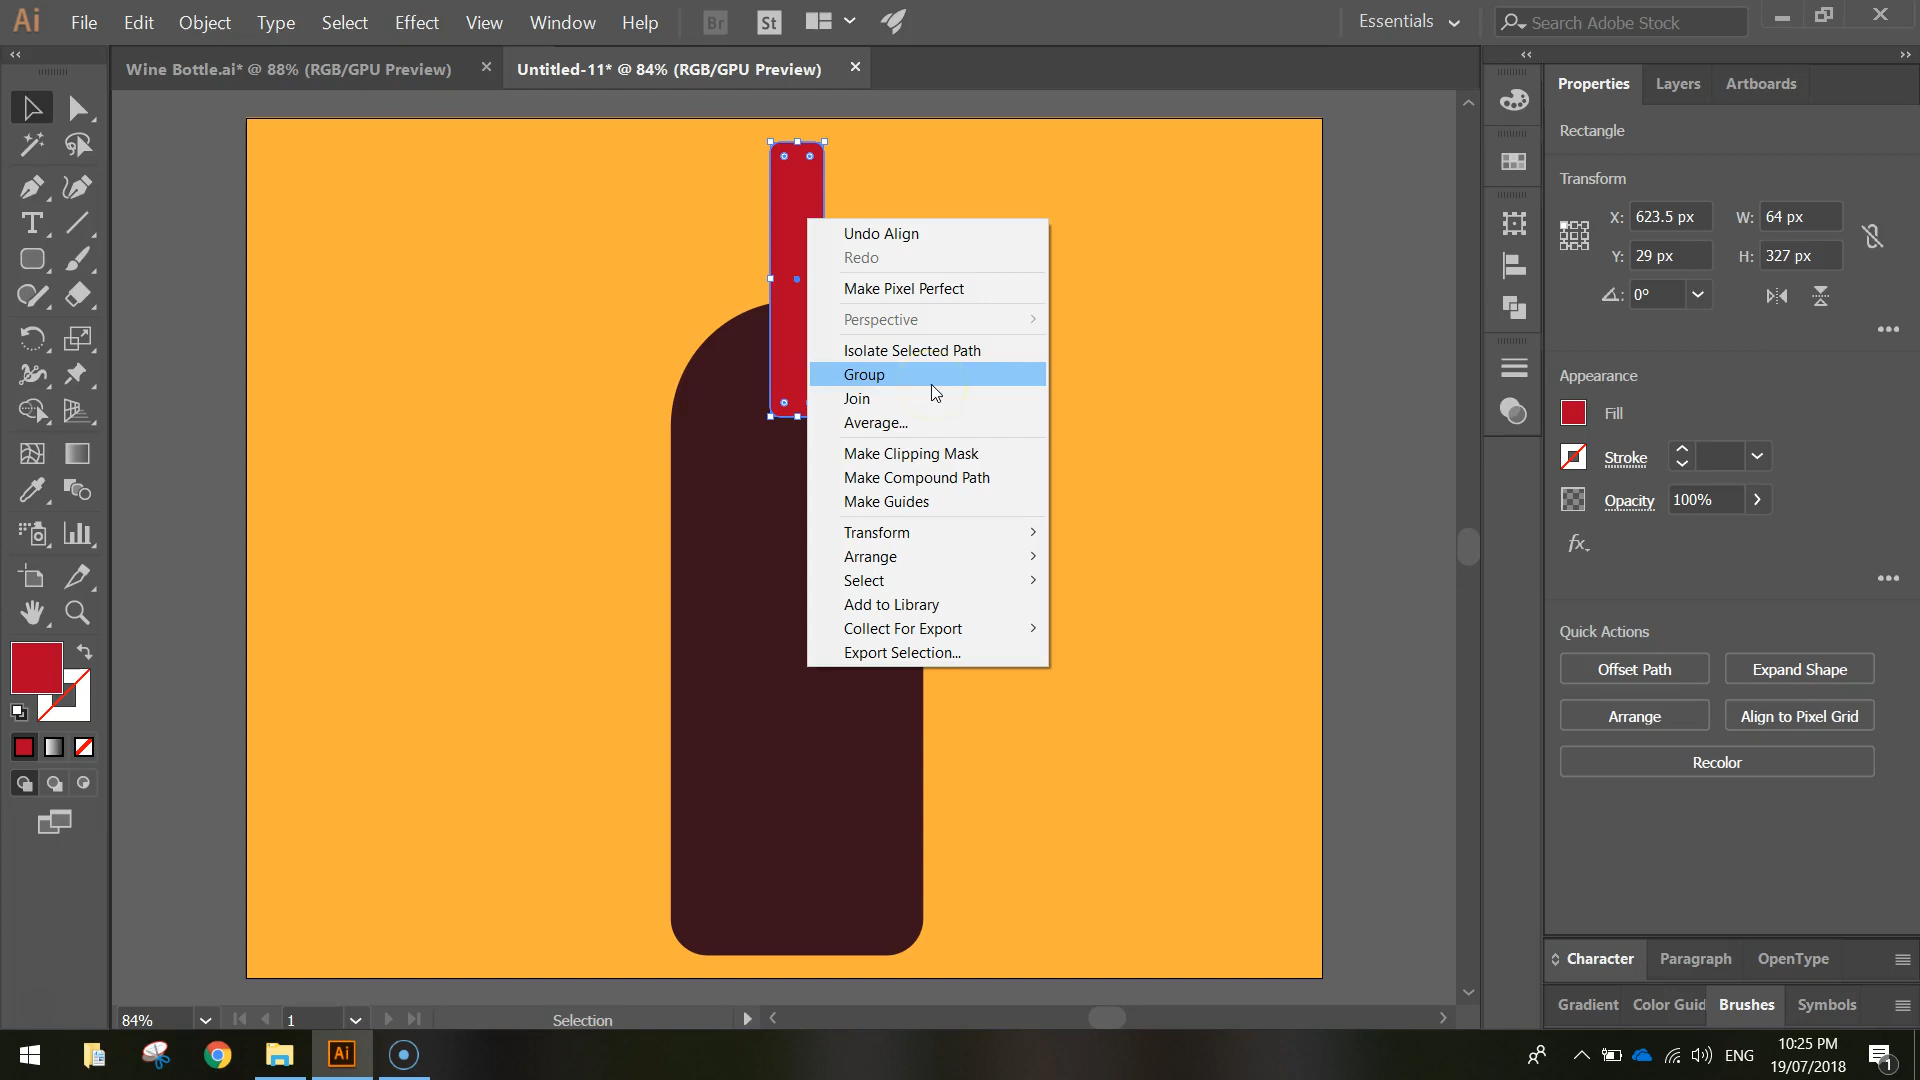 Ai File Edit Object Type Select Effect View Window Help Br St Essentials Search Adobe Stock
Wine Bottle.ai* @ 88% (RGB/GPU Preview) Untitled-11* @ 84% (RGB/GPU Preview)
Properties Layers Artboards
Rectangle
Transform
X: 623.5 px W: 64 px
Y: 29 px H: 327 px
0°
Appearance
Fill
Stroke
Opacity 100%
fx.
Quick Actions
Offset Path Expand Shape
Arrange Align to Pixel Grid
Recolor
Character Paragraph OpenType
Gradient Color Guid Brushes Symbols
Undo Align
Redo
Make Pixel Perfect
Perspective
Isolate Selected Path
Group
Join
Average...
Make Clipping Mask
Make Compound Path
Make Guides
Transform
Arrange
Select
Add to Library
Collect For Export
Export Selection...
84% 1 Selection
Ai ENG 10:25 PM
19/07/2018 1